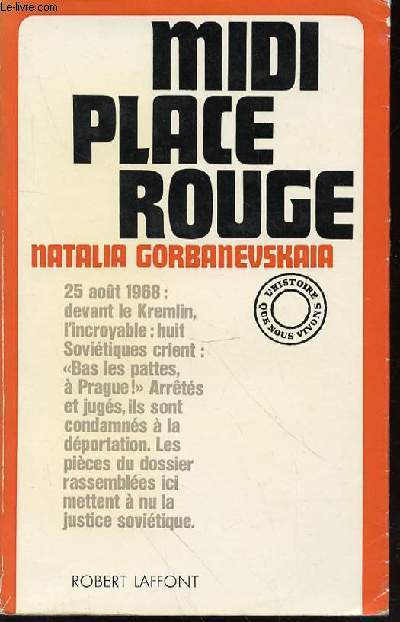 Le-livre.com
MIDI
PLACE
ROUGE
NATALIA GORBANEVSKAIA
L'HISTOIRE
QUE NOUS VIVONS
25 août 1968 :
devant le Kremlin,
l'incroyable : huit
Soviétiques crient :
«Bas les pattes,
à Prague!» Arrêtés
et jugés, ils sont
condamnés à la
déportation. Les
pièces du dossier
rassemblées ici
mettent à nu la
justice soviétique.
ROBERT LAFFONT